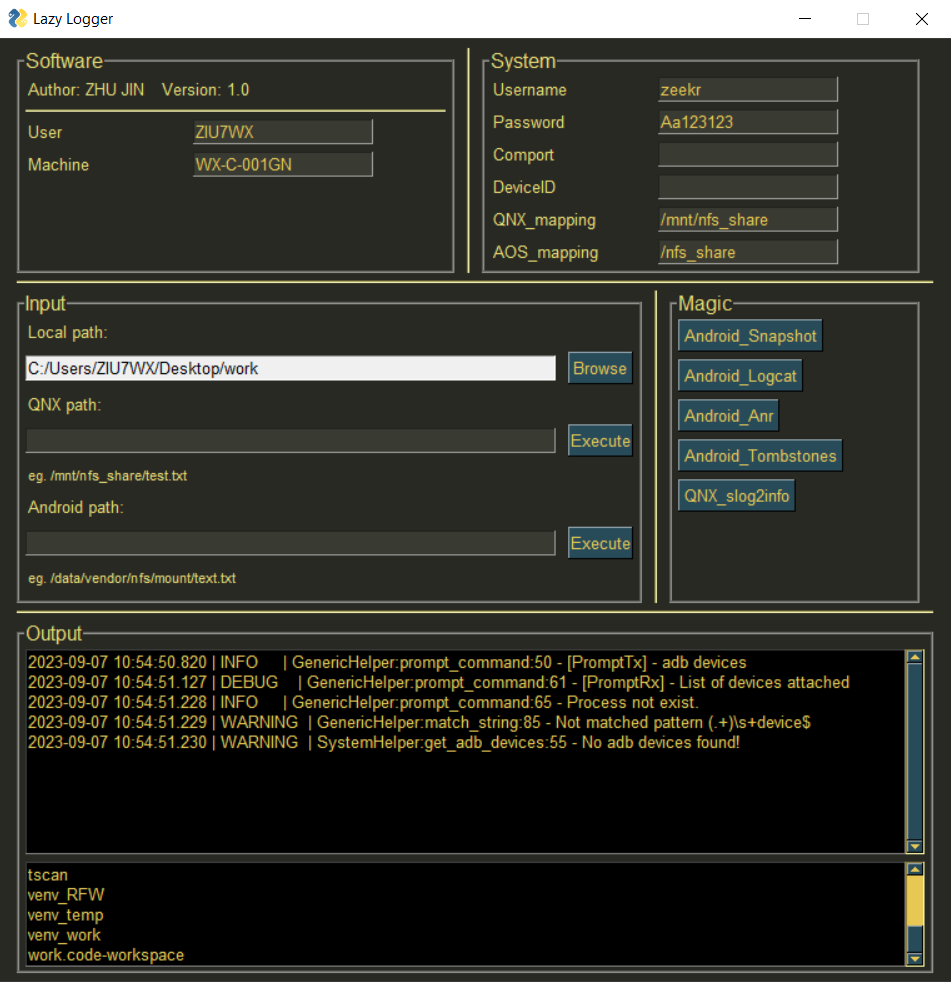 Lazy Logger
Software
Author: ZHU JIN Version: 1.0
User ZIU7WX
Machine WX-C-001GN
System
Username zeekr
Password Aa123123
Comport
DeviceID
QNX_mapping /mnt/nfs_share
AOS_mapping /nfs_share
Input
Local path:
C:/Users/ZIU7WX/Desktop/work Browse
QNX path:
Execute
eg. /mnt/nfs_share/test.txt
Android path:
Execute
eg. /data/vendor/nfs/mount/text.txt
Magic
Android_Snapshot
Android_Logcat
Android_Anr
Android_Tombstones
QNX_slog2info
Output
2023-09-07 10:54:50.820 | INFO | GenericHelper:prompt_command:50 - [PromptTx] - adb devices
2023-09-07 10:54:51.127 | DEBUG | GenericHelper:prompt_command:61 - [PromptRx] - List of devices attached
2023-09-07 10:54:51.228 | INFO | GenericHelper:prompt_command:65 - Process not exist.
2023-09-07 10:54:51.229 | WARNING | GenericHelper:match_string:85 - Not matched pattern (.+)\s+device$
2023-09-07 10:54:51.230 | WARNING | SystemHelper:get_adb_devices:55 - No adb devices found!
tscan
venv_RFW
venv_temp
venv_work
work.code-workspace